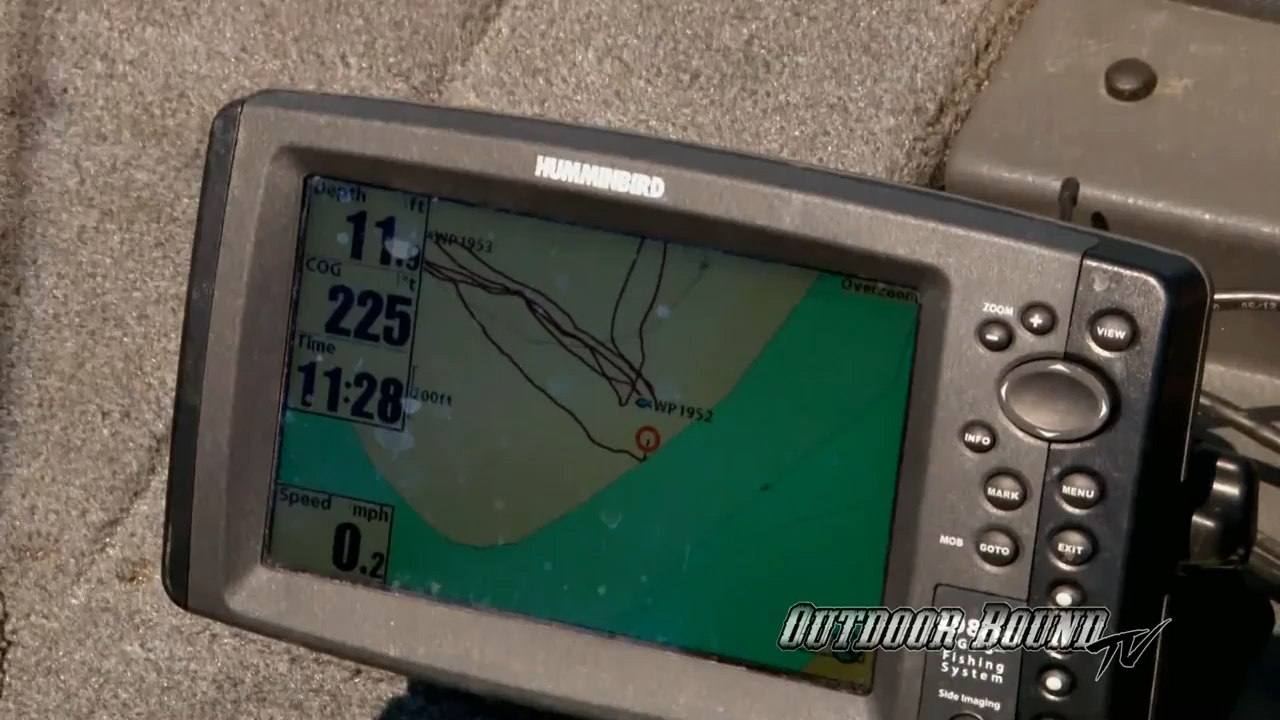 HUMMINBIRD
Depth ft
11.9
COG °t
225
Time
11:28
WP1953
Overzoom
200ft
WP1952
Speed mph
0.2
ZOOM
- +
VIEW
INFO
MARK
MENU
MOB
GOTO
EXIT
Fishing
System
Side Imaging
OUTDOOR BOUND TV